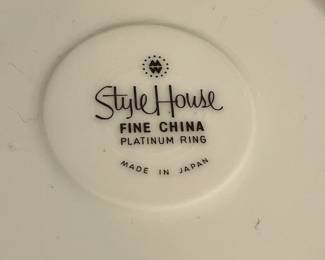 Style House
FINE CHINA
PLATINUM RING
MADE IN JAPAN